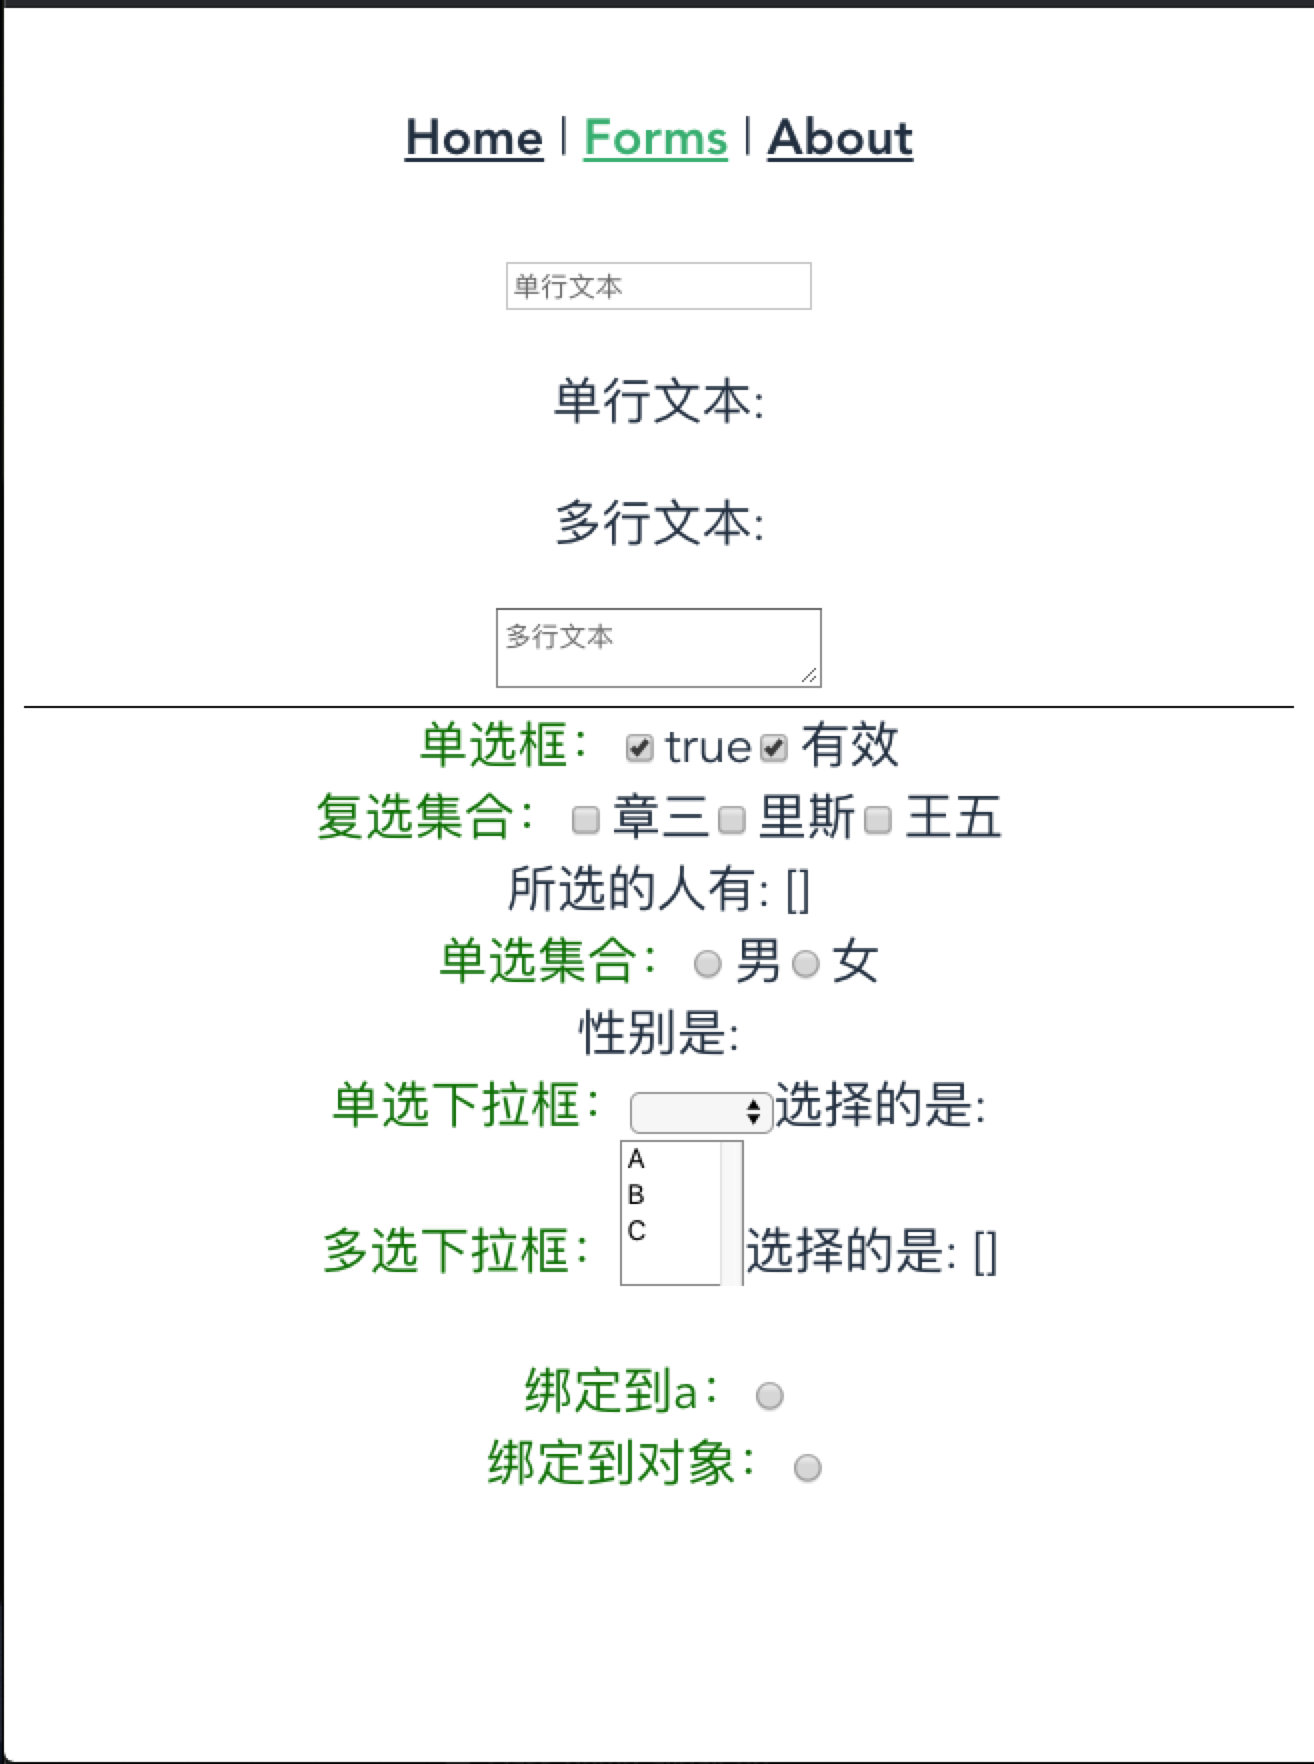 Home | Forms | About
单行文本
单行文本:
多行文本:
多行文本
单选框： true 有效
复选集合： 章三 里斯 王五
所选的人有: []
单选集合： 男 女
性别是:
单选下拉框： 选择的是:
A
B
C
多选下拉框： 选择的是: []
绑定到a：
绑定到对象：